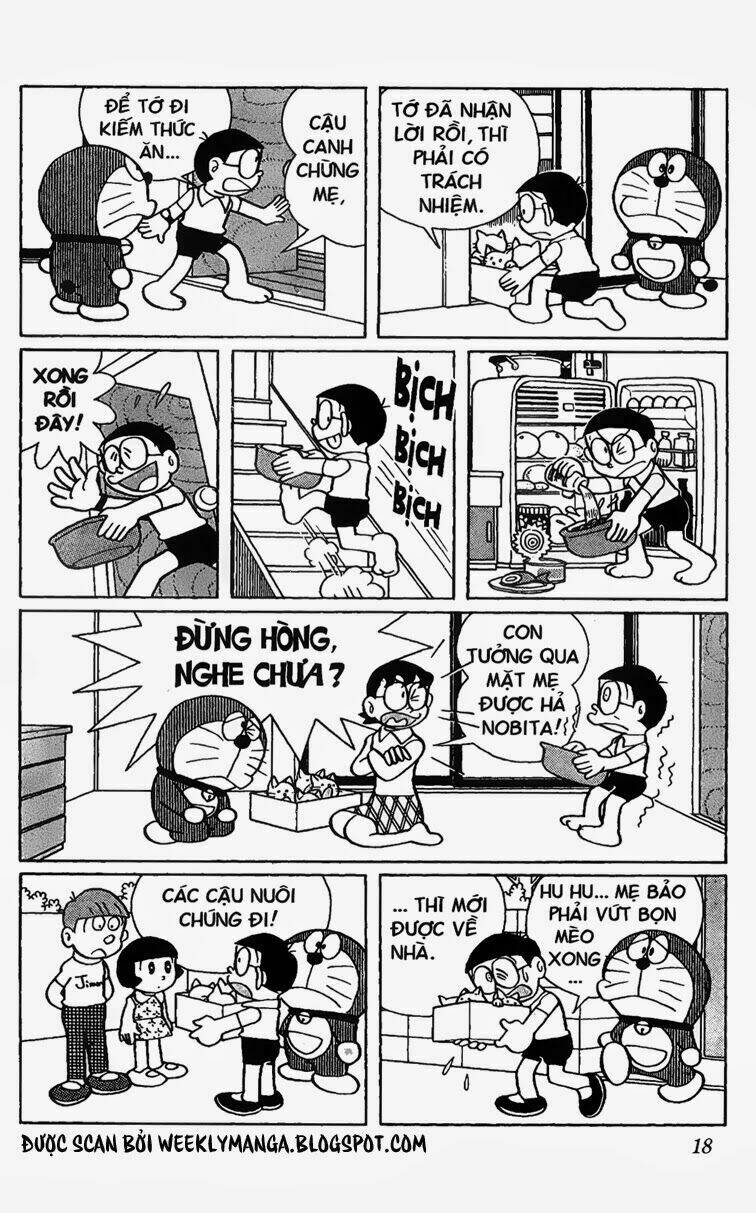 TỚ ĐÃ NHẬN
LỜI RỒI, THÌ
PHẢI CÓ
TRÁCH
NHIỆM.
CẬU
CANH
CHỪNG
MẸ,
ĐỂ TỚ ĐI
KIẾM THỨC
ĂN...
BỊCH
BỊCH
BỊCH
XONG
RỒI
ĐÂY!
CON
TƯỞNG QUA
MẶT MẸ
ĐƯỢC HẢ
NOBITA!
ĐỪNG HÒNG,
NGHE CHƯA?
HU HU... MẸ BẢO
PHẢI VỨT BỌN
MÈO
XONG
...
... THÌ MỚI
ĐƯỢC VỀ
NHÀ.
CÁC CẬU NUÔI
CHÚNG ĐI!
ĐƯỢC SCAN BỞI WEEKLYMANGA.BLOGSPOT.COM
18